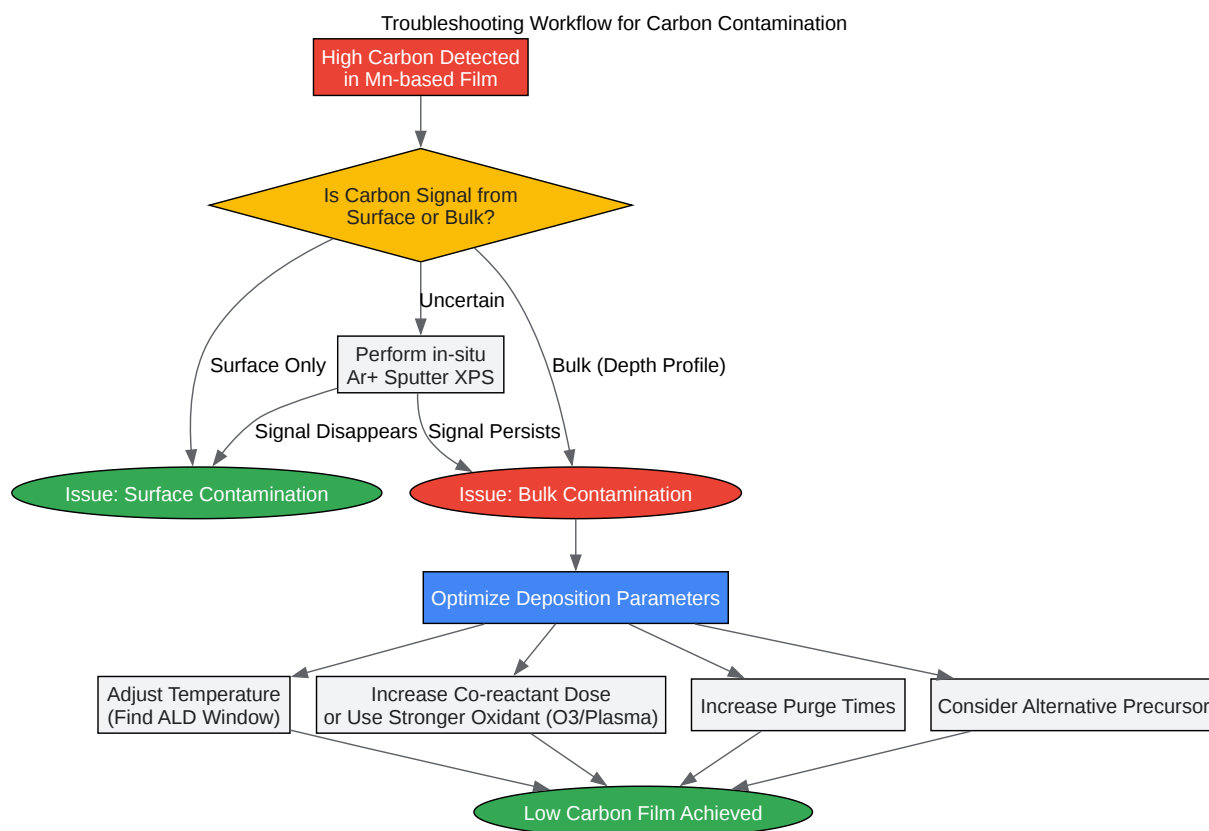 Troubleshooting Workflow for Carbon Contamination
High Carbon Detected
in Mn-based Film
Is Carbon Signal from
Surface or Bulk?
Uncertain
Surface Only
Perform in-situ
Ar+ Sputter XPS
Bulk (Depth Profile)
Signal Disappears
Signal Persists
Issue: Surface Contamination
Issue: Bulk Contamination
Optimize Deposition Parameters
Adjust Temperature
(Find ALD Window)
Increase Co-reactant Dose
or Use Stronger Oxidant (O3/Plasma)
Increase Purge Times
Consider Alternative Precursor
Low Carbon Film Achieved